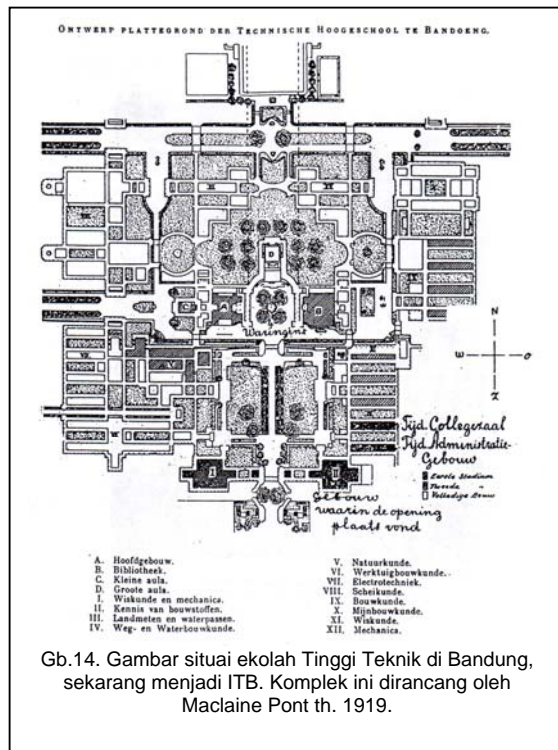 ONTWERP PLATTEGROND DER TECHNISCHE HOOGESCHOOL TE BANDOENG.
D
Waringins
N
W
O
Z
Tijd. Collegezaal
Tijd. Administratie-
Gebouw
Eerste Stadium
Tweede "
Volledige Bouw
I
II
Gebouw
waarin de opening
plaats vond
A. Hoofdgebouw.
B. Bibliotheek.
C. Kleine aula.
D. Groote aula.
I. Wiskunde en mechanica.
II. Kennis van bouwstoffen.
III. Landmeten en waterpassen.
IV. Weg- en Waterbouwkunde.
V. Natuurkunde.
VI. Werktuigbouwkunde.
VII. Electrotechniek.
VIII. Scheikunde.
IX. Bouwkunde.
X. Mijnbouwkunde.
XI. Wiskunde.
XII. Mechanica.
Gb.14. Gambar situai ekolah Tinggi Teknik di Bandung,
sekarang menjadi ITB. Komplek ini dirancang oleh
Maclaine Pont th. 1919.